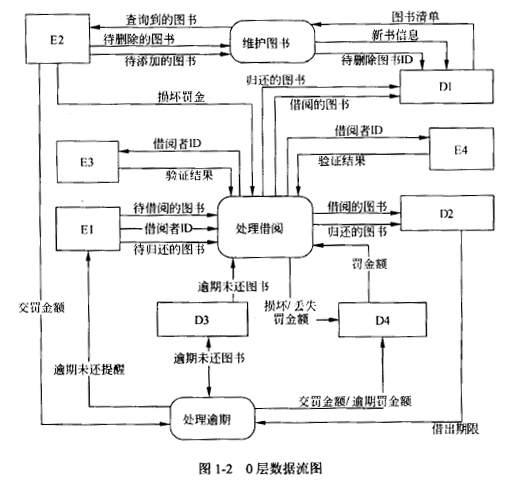 查询到的图书
图书清单
E2
待删除的图书
维护图书
新书信息
待添加的图书
待删除图书ID
归还的图书
D1
损坏罚金
借阅的图书
借阅者ID
借阅者ID
E3
E4
验证结果
验证结果
待借阅的图书
借阅的图书
E1
借阅者ID
处理借阅
D2
待归还的图书
归还的图书
罚金额
逾期未还图书
交罚金额
损坏/丢失
罚金额
D3
D4
逾期未还图书
逾期未还提醒
处理逾期
交罚金额/逾期罚金额
借出期限
图1-2 0层数据流图